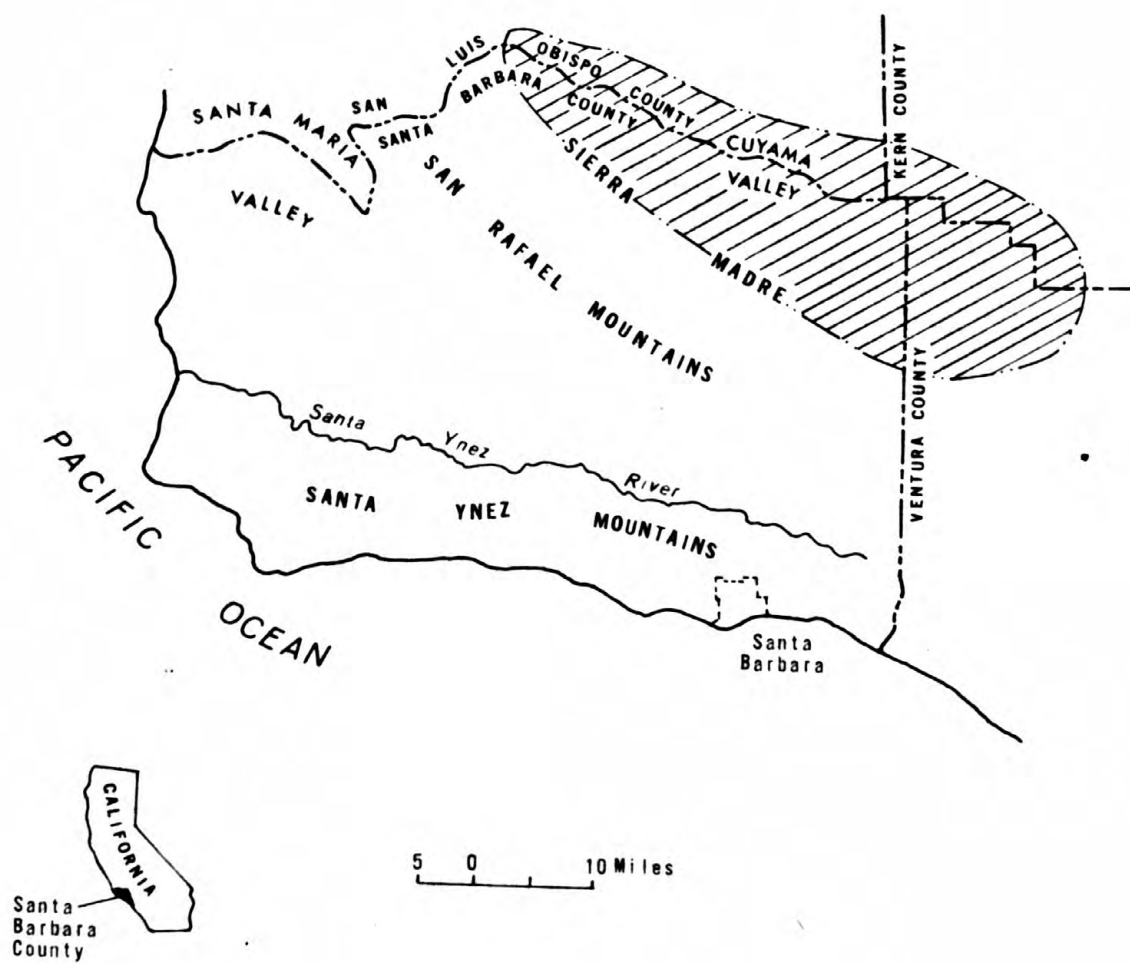 SAN LUIS OBISPO COUNTY
SANTA BARBARA COUNTY
KERN COUNTY
SANTA MARIA
VALLEY
CUYAMA
VALLEY
SIERRA MADRE
SAN RAFAEL MOUNTAINS
VENTURA COUNTY
Santa Ynez River
SANTA YNEZ MOUNTAINS
PACIFIC
OCEAN
Santa
Barbara
CALIFORNIA
5 0 10 Miles
Santa
Barbara
County